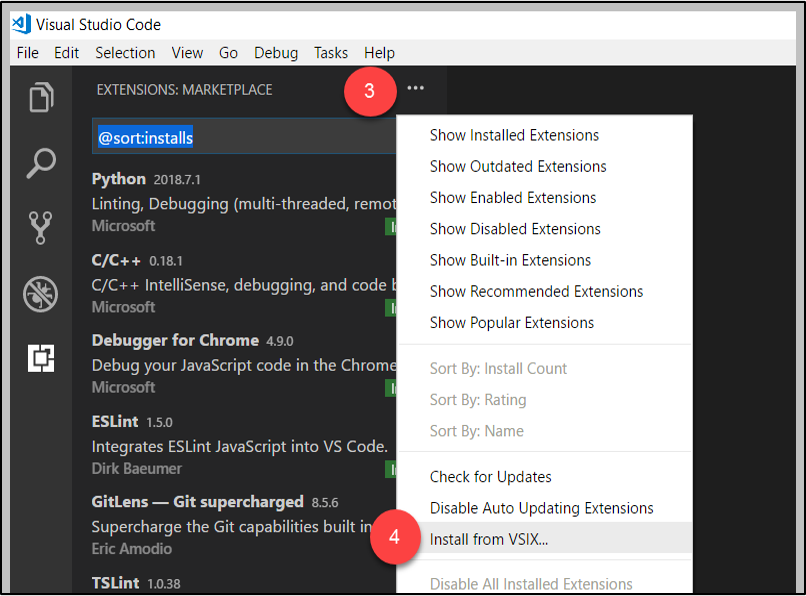 Visual Studio Code
File Edit Selection View Go Debug Tasks Help
EXTENSIONS: MARKETPLACE
3
@sort:installs
Python 2018.7.1
Linting, Debugging (multi-threaded, remot
Microsoft
C/C++ 0.18.1
C/C++ IntelliSense, debugging, and code b
Microsoft
Debugger for Chrome 4.9.0
Debug your JavaScript code in the Chrome
Microsoft
ESLint 1.5.0
Integrates ESLint JavaScript into VS Code.
Dirk Baeumer
GitLens — Git supercharged 8.5.6
Supercharge the Git capabilities built in
Eric Amodio
TSLint 1.0.38
Show Installed Extensions
Show Outdated Extensions
Show Enabled Extensions
Show Disabled Extensions
Show Built-in Extensions
Show Recommended Extensions
Show Popular Extensions
Sort By: Install Count
Sort By: Rating
Sort By: Name
Check for Updates
Disable Auto Updating Extensions
4
Install from VSIX...
Disable All Installed Extensions